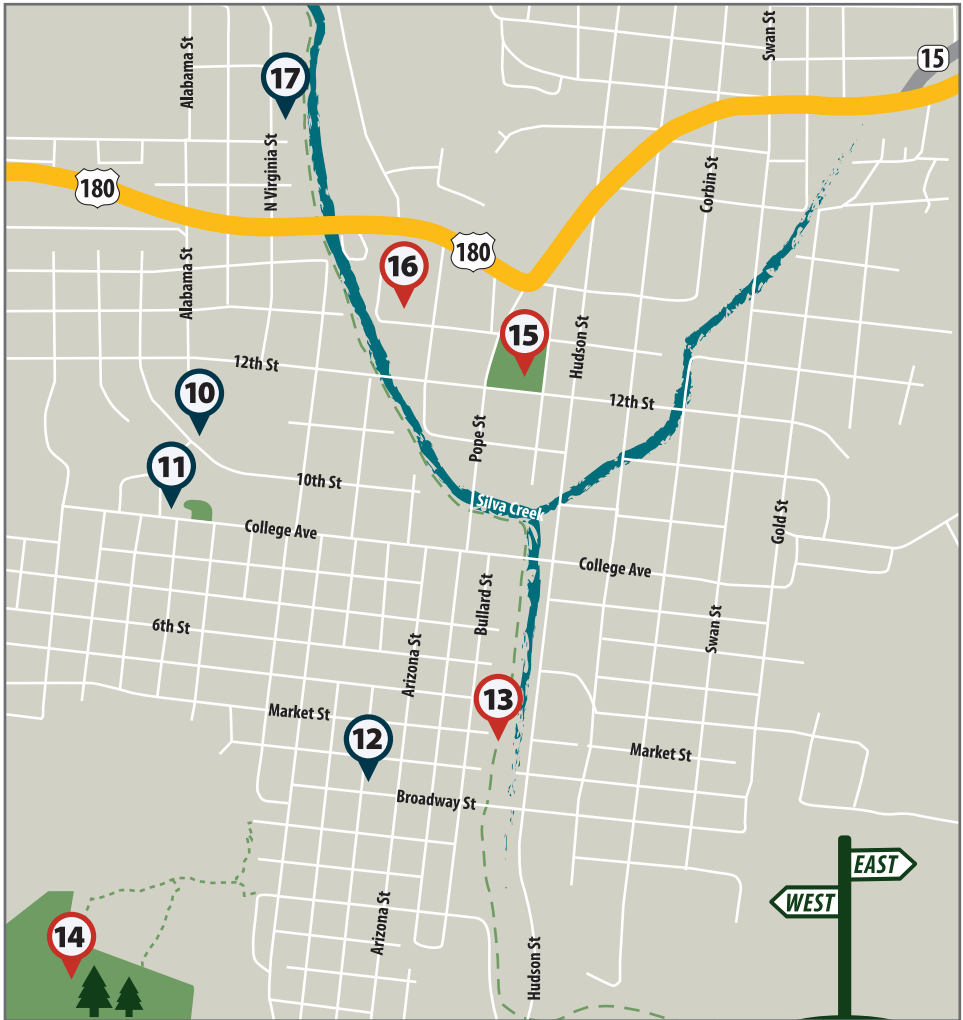 Swan St
15
Alabama St
17
N Virginia St
Corbin St
180
180
Alabama St
16
15
Hudson St
12th St
10
12th St
Pope St
11
10th St
Silva Creek
Gold St
College Ave
College Ave
Bullard St
6th St
Swan St
Arizona St
13
Market St
12
Market St
Broadway St
EAST
WEST
Arizona St
14
Hudson St